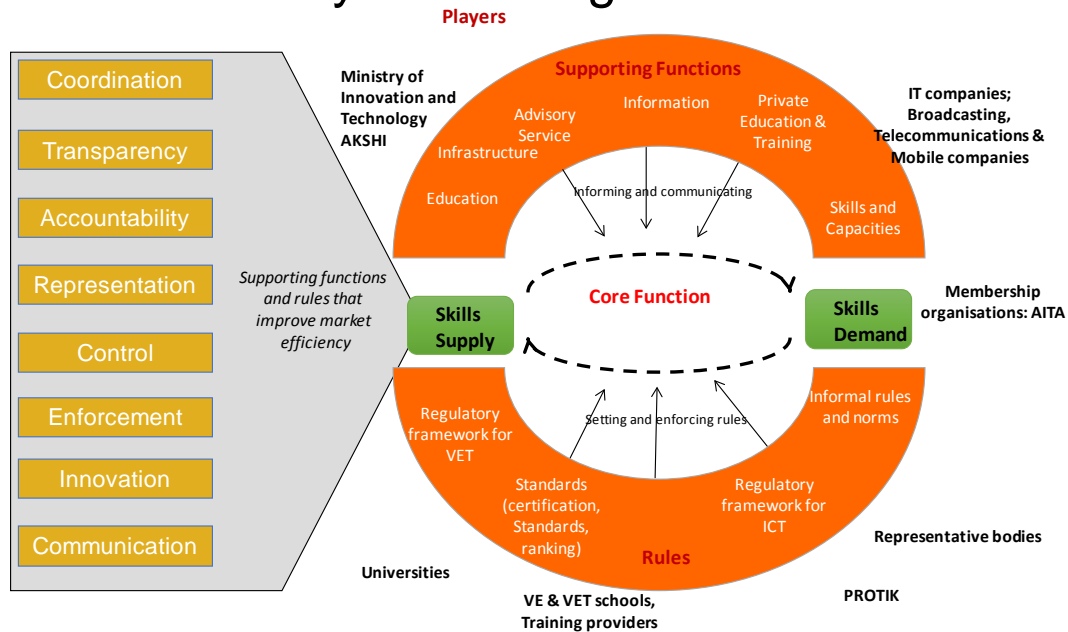 Players
Coordination
Transparency
Accountability
Representation
Control
Enforcement
Innovation
Communication
Supporting functions
and rules that
improve market
efficiency
Ministry of
Innovation and
Technology
AKSHI
Supporting Functions
Education
Infrastructure
Advisory
Service
Information
Private
Education &
Training
Skills and
Capacities
IT companies;
Broadcasting,
Telecommunications &
Mobile companies
Informing and communicating
Core Function
Skills
Supply
Skills
Demand
Membership
organisations: AITA
Setting and enforcing rules
Regulatory
framework for
VET
Standards
(certification,
Standards,
ranking)
Regulatory
framework for
ICT
Informal rules
and norms
Rules
Universities
VE & VET schools,
Training providers
Representative bodies
PROTIK